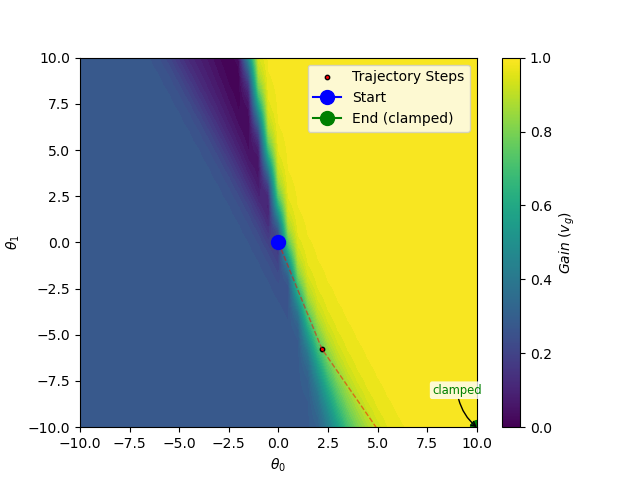 10.0
7.5
5.0
2.5
0.0
−2.5
−5.0
−7.5
−10.0
θ1
−10.0 −7.5 −5.0 −2.5 0.0 2.5 5.0 7.5 10.0
θ0
Trajectory Steps
Start
End (clamped)
clamped
1.0
0.8
0.6
0.4
0.2
0.0
Gain (vg)